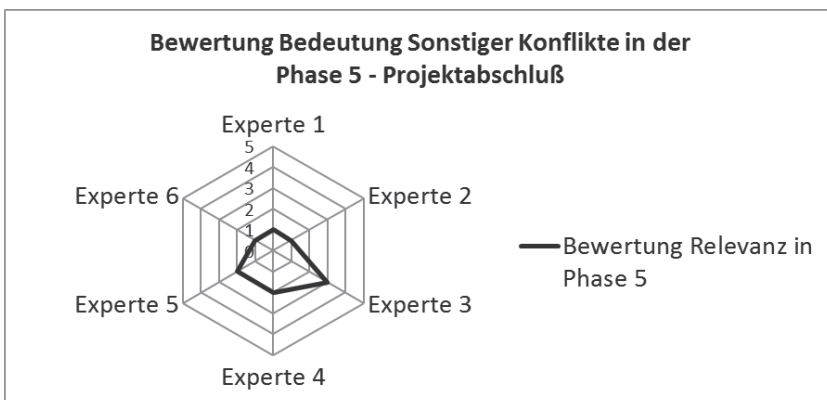 Bewertung Bedeutung Sonstiger Konflikte in der
Phase 5 - Projektabschluß
Experte 1
5
4
3
2
1
0
Experte 2
Experte 3
Experte 4
Experte 5
Experte 6
Bewertung Relevanz in
Phase 5